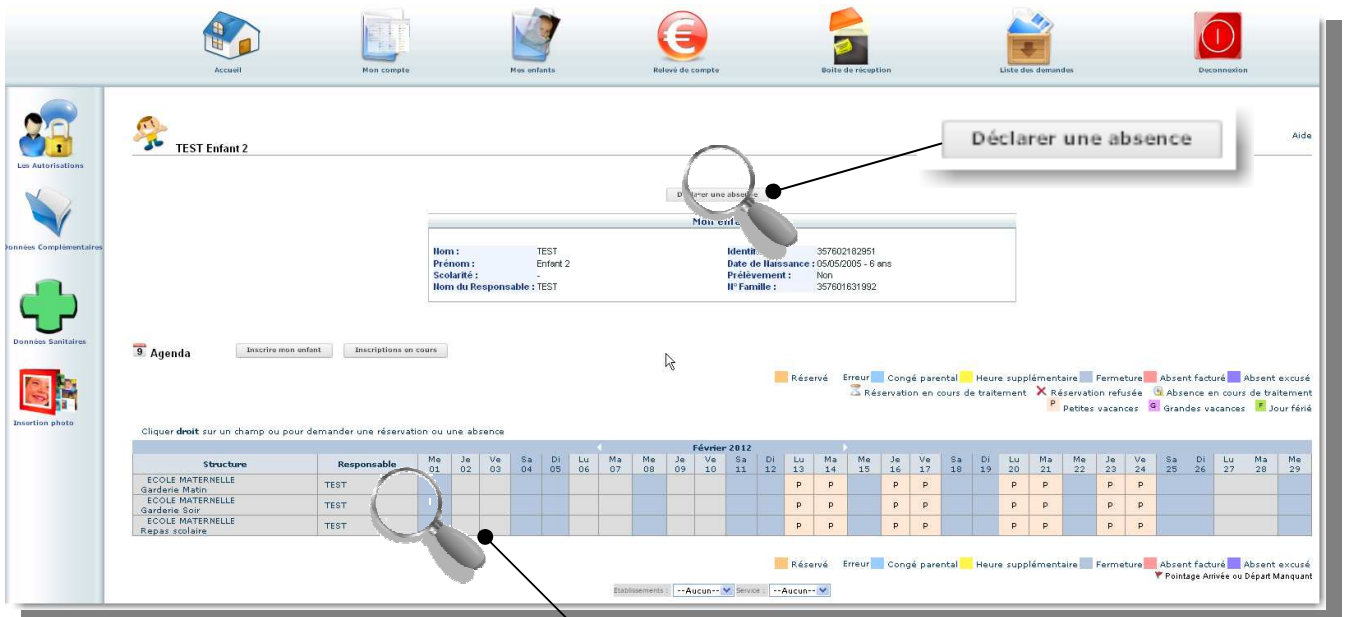 Accueil Mon compte Mes enfants Relevé de compte Boîte de réception Liste des demandes Deconnexion
Les Autorisations
Données Complémentaires
Données Sanitaires
Insertion photo
TEST Enfant 2
Déclarer une absence
Aide
Déclarer une absence
Mon enf
Nom : TEST Identif 357602182951
Prénom : Enfant 2 Date de Naissance : 05/05/2005 - 6 ans
Scolarité : - Prélèvement : Non
Nom du Responsable : TEST N° Famille : 357601631992
9 Agenda Inscrire mon enfant Inscriptions en cours
Réservé Erreur Congé parental Heure supplémentaire Fermeture Absent facturé Absent excusé
Réservation en cours de traitement Réservation refusée Absence en cours de traitement
P Petites vacances G Grandes vacances F Jour férié
Cliquer droit sur un champ ou pour demander une réservation ou une absence
Février 2012
Structure Responsable Me Je Ve Sa Di Lu Ma Me Je Ve Sa Di Lu Ma Me Je Ve Sa Di Lu Ma Me Je Ve Sa Di Lu Ma Me
01 02 03 04 05 06 07 08 09 10 11 12 13 14 15 16 17 18 19 20 21 22 23 24 25 26 27 28 29
ECOLE MATERNELLE
Garderie Matin TEST P P P P P P P P
ECOLE MATERNELLE
Garderie Soir TEST P P P P P P P P
ECOLE MATERNELLE
Repas scolaire TEST P P P P P P P P
Réservé Erreur Congé parental Heure supplémentaire Fermeture Absent facturé Absent excusé
Pointage Arrivée ou Départ Manquant
Etablissements : --Aucun-- Service : --Aucun--